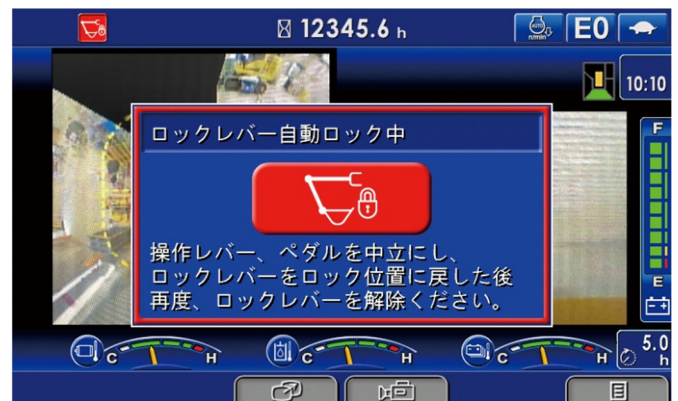 12345.6 h
AUTO
n/min
E0
10:10
ロックレバー自動ロック中
操作レバー、ペダルを中立にし、
ロックレバーをロック位置に戻した後
再度、ロックレバーを解除ください。
F
E
C H
C H
C H
5.0
h